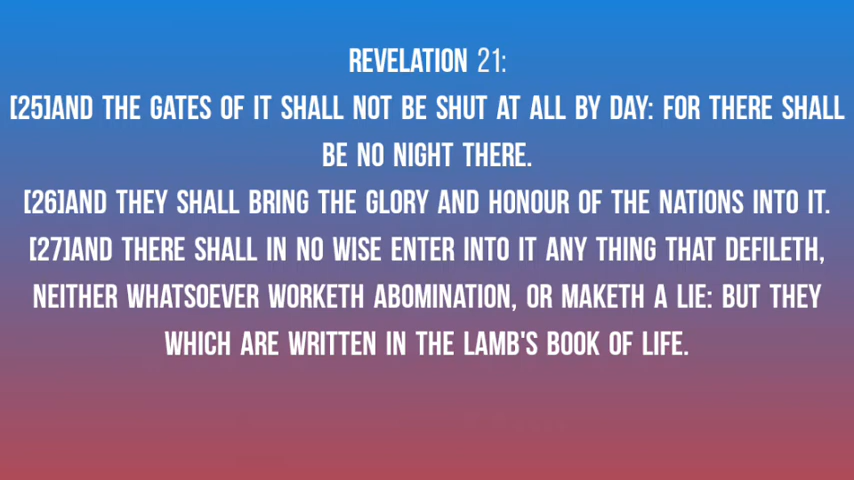 REVELATION 21:
[25]AND THE GATES OF IT SHALL NOT BE SHUT AT ALL BY DAY: FOR THERE SHALL
BE NO NIGHT THERE.
[26]AND THEY SHALL BRING THE GLORY AND HONOUR OF THE NATIONS INTO IT.
[27]AND THERE SHALL IN NO WISE ENTER INTO IT ANY THING THAT DEFILETH,
NEITHER WHATSOEVER WORKETH ABOMINATION, OR MAKETH A LIE: BUT THEY
WHICH ARE WRITTEN IN THE LAMB'S BOOK OF LIFE.